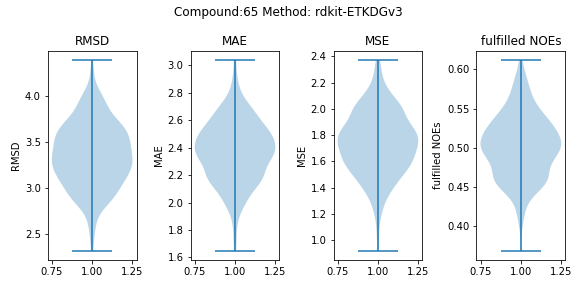 Compound:65 Method: rdkit-ETKDGv3
RMSD
MAE
MSE
fulfilled NOEs
RMSD
4.0
3.5
3.0
2.5
0.75 1.00 1.25
MAE
3.0
2.8
2.6
2.4
2.2
2.0
1.8
1.6
0.75 1.00 1.25
MSE
2.4
2.2
2.0
1.8
1.6
1.4
1.2
1.0
0.75 1.00 1.25
fulfilled NOEs
0.60
0.55
0.50
0.45
0.40
0.75 1.00 1.25